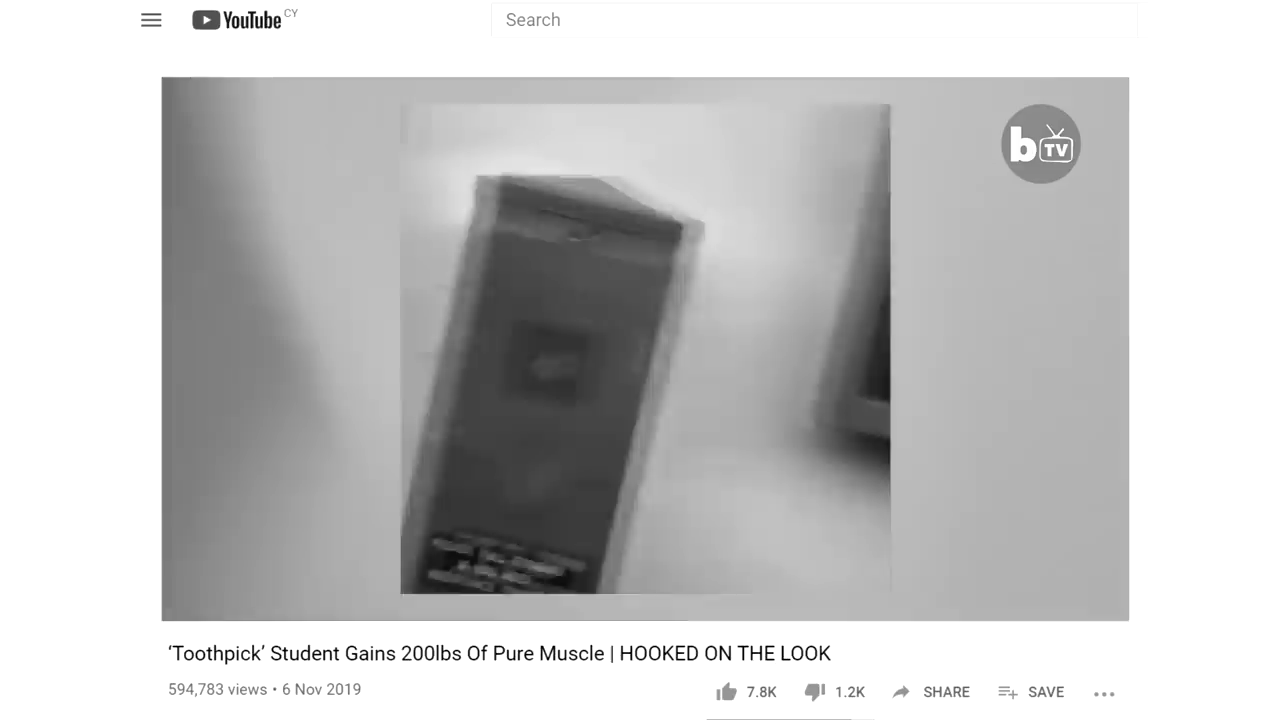 YouTube CY
Search
b TV
‘Toothpick’ Student Gains 200lbs Of Pure Muscle | HOOKED ON THE LOOK
594,783 views • 6 Nov 2019
7.8K 1.2K SHARE SAVE